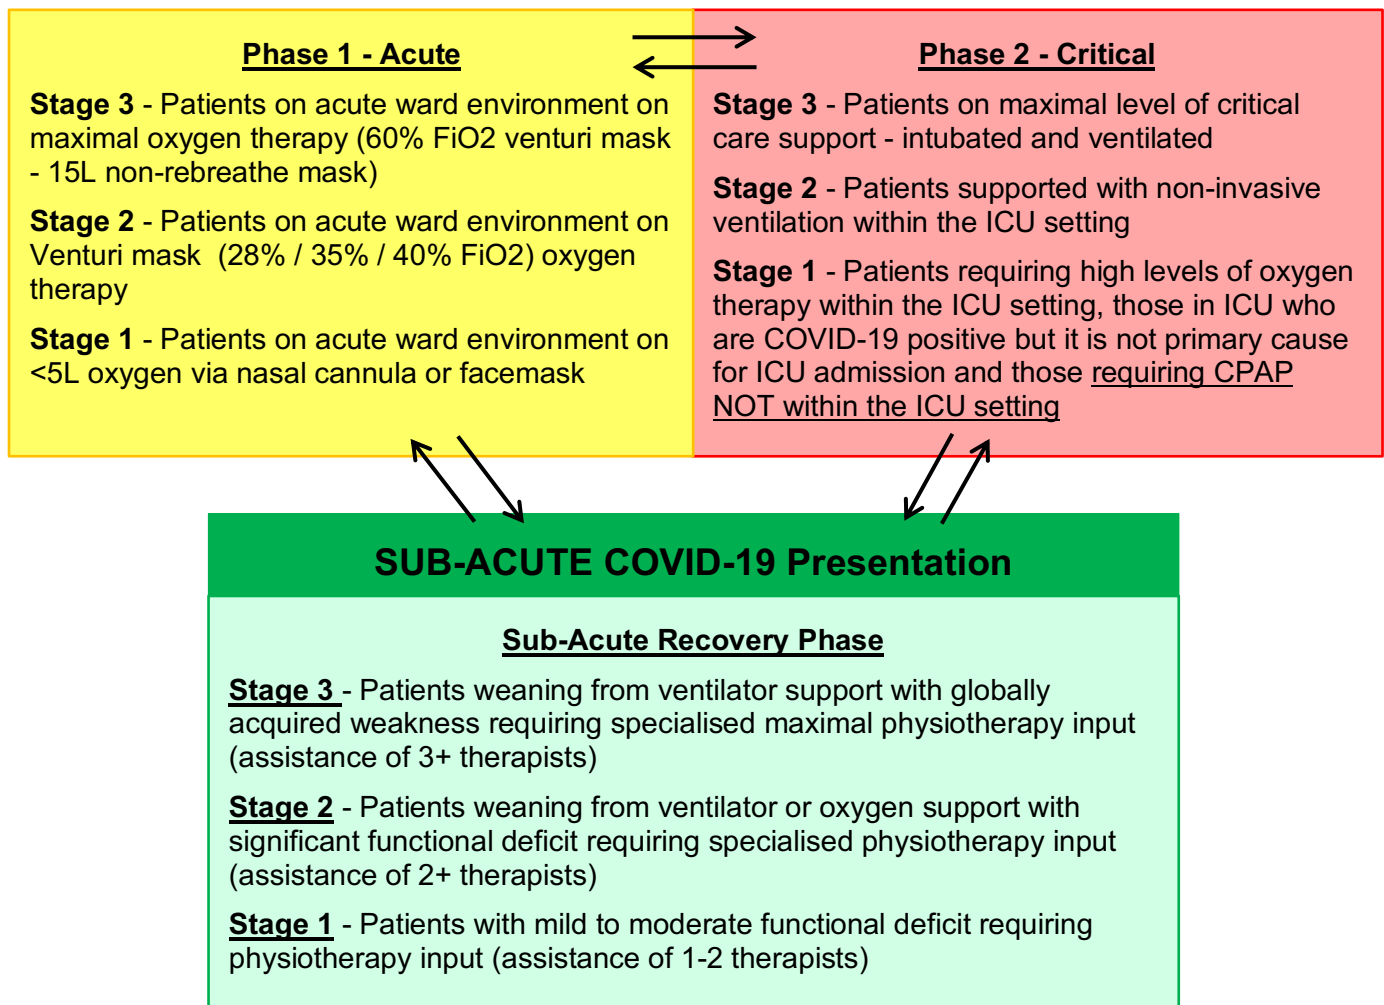 Phase 1 - Acute
Stage 3 - Patients on acute ward environment on
maximal oxygen therapy (60% FiO2 venturi mask
- 15L non-rebreathe mask)
Stage 2 - Patients on acute ward environment on
Venturi mask  (28% / 35% / 40% FiO2) oxygen
therapy
Stage 1 - Patients on acute ward environment on
<5L oxygen via nasal cannula or facemask
Phase 2 - Critical
Stage 3 - Patients on maximal level of critical
care support - intubated and ventilated
Stage 2 - Patients supported with non-invasive
ventilation within the ICU setting
Stage 1 - Patients requiring high levels of oxygen
therapy within the ICU setting, those in ICU who
are COVID-19 positive but it is not primary cause
for ICU admission and those requiring CPAP
NOT within the ICU setting
SUB-ACUTE COVID-19 Presentation
Sub-Acute Recovery Phase
Stage 3 - Patients weaning from ventilator support with globally
acquired weakness requiring specialised maximal physiotherapy input
(assistance of 3+ therapists)
Stage 2 - Patients weaning from ventilator or oxygen support with
significant functional deficit requiring specialised physiotherapy input
(assistance of 2+ therapists)
Stage 1 - Patients with mild to moderate functional deficit requiring
physiotherapy input (assistance of 1-2 therapists)